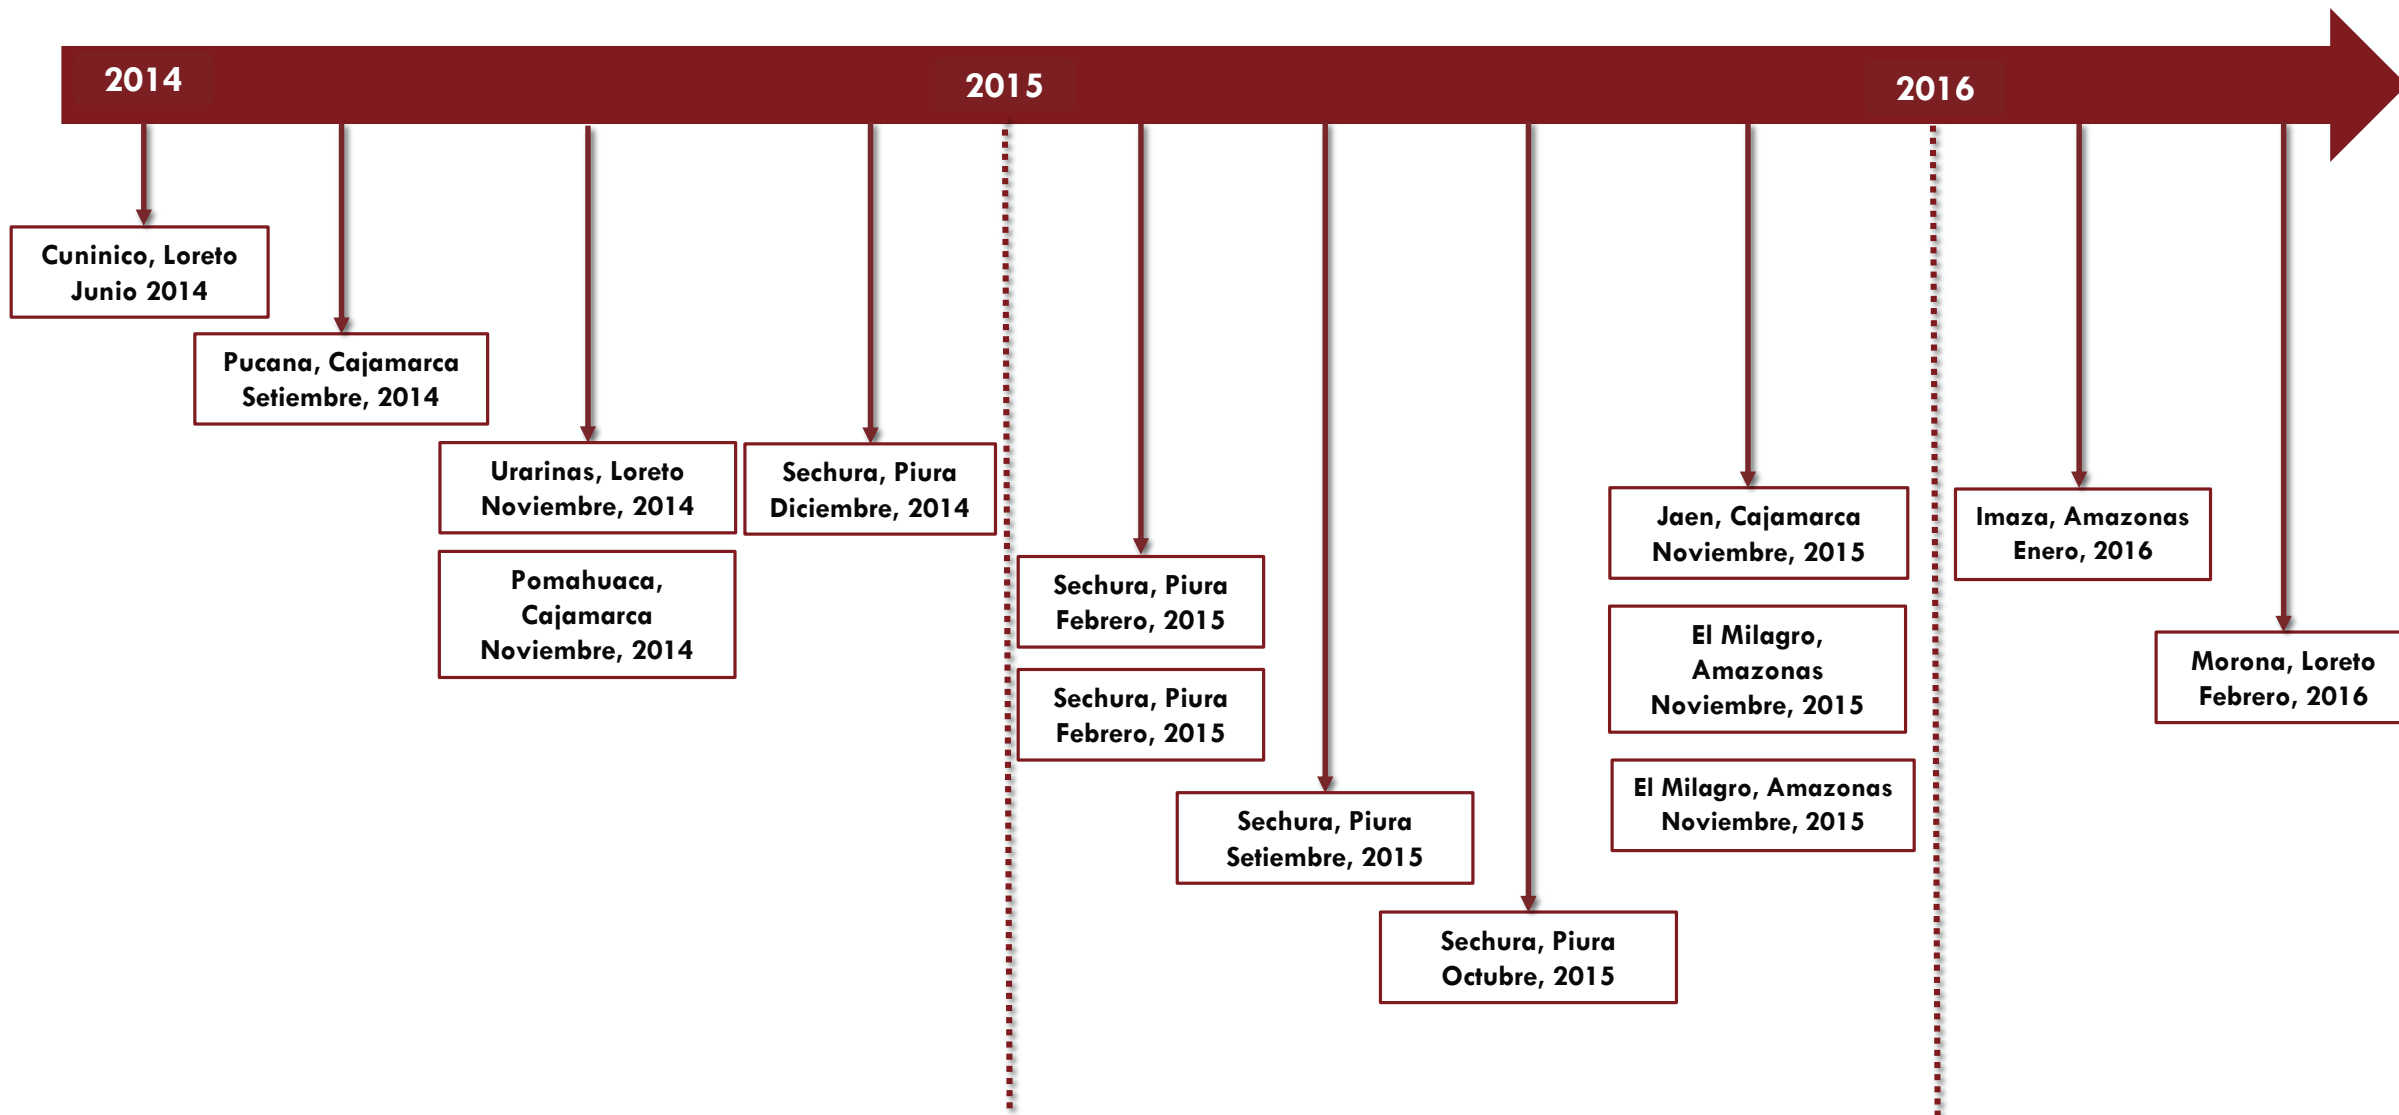 2014
2015
2016
Cuninico, Loreto
Junio 2014
Pucana, Cajamarca
Setiembre, 2014
Urarinas, Loreto
Noviembre, 2014
Pomahuaca,
Cajamarca
Noviembre, 2014
Sechura, Piura
Diciembre, 2014
Sechura, Piura
Febrero, 2015
Sechura, Piura
Febrero, 2015
Sechura, Piura
Setiembre, 2015
Sechura, Piura
Octubre, 2015
Jaen, Cajamarca
Noviembre, 2015
El Milagro,
Amazonas
Noviembre, 2015
El Milagro, Amazonas
Noviembre, 2015
Imaza, Amazonas
Enero, 2016
Morona, Loreto
Febrero, 2016